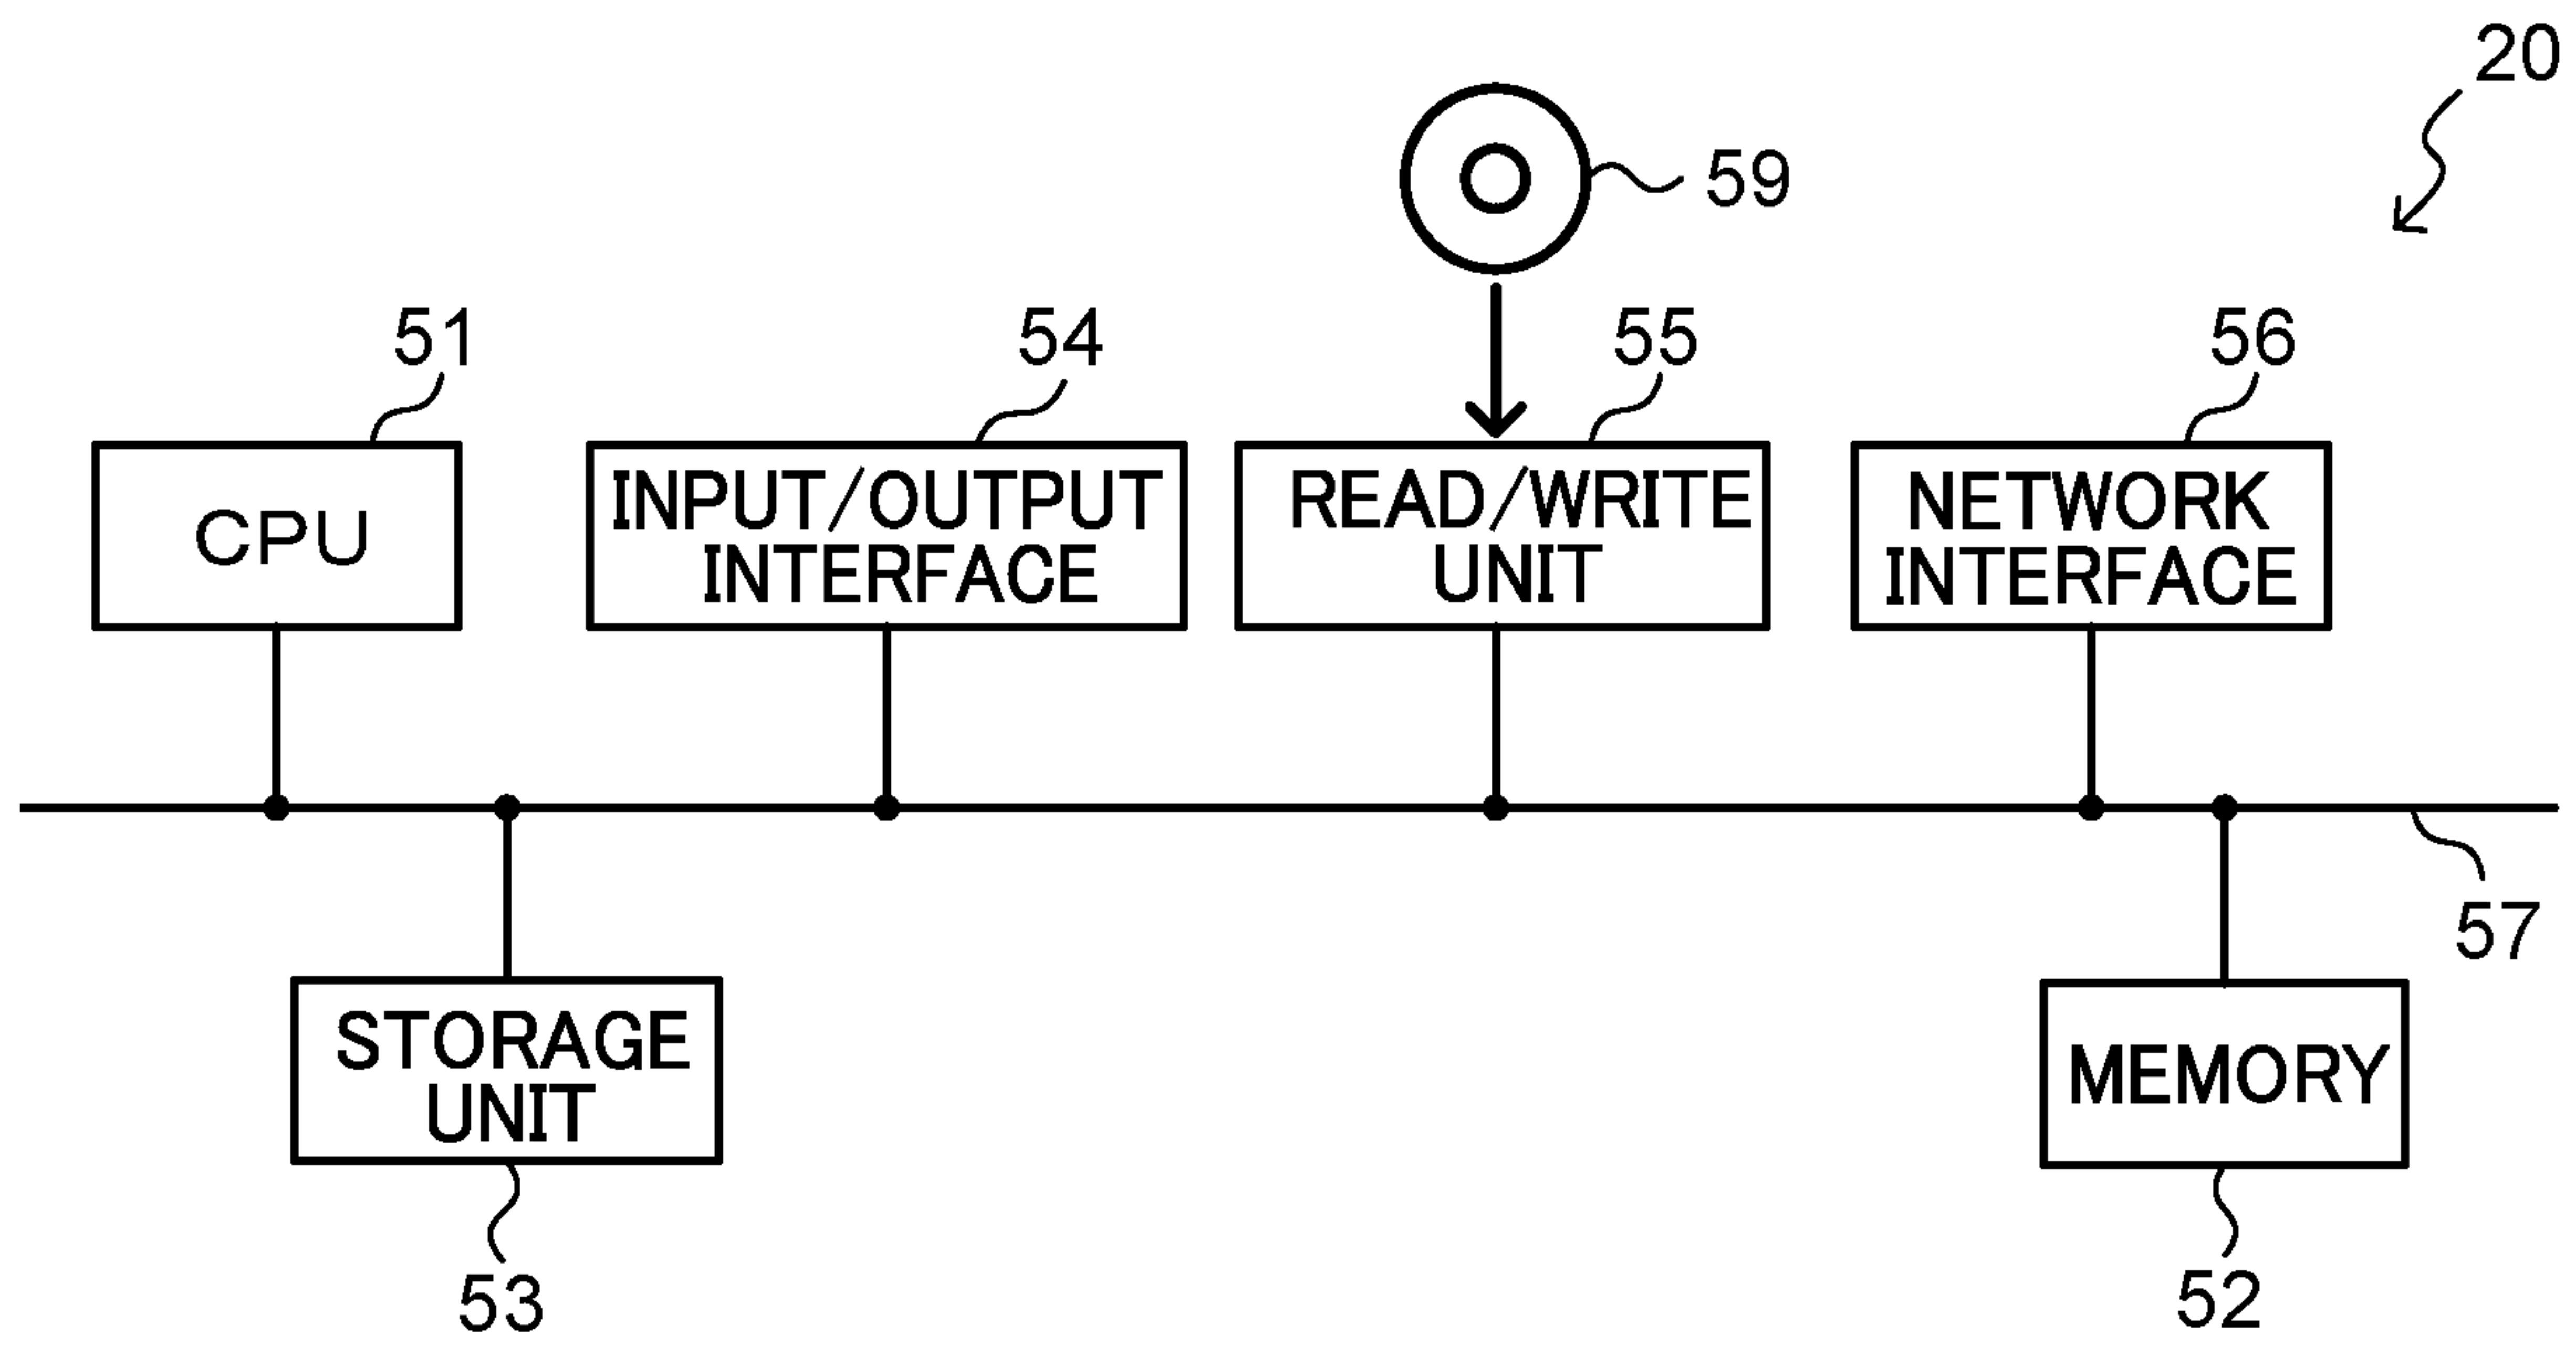 20
59
51
54
55
56
CPU
INPUT/OUTPUT
INTERFACE
READ/WRITE
UNIT
NETWORK
INTERFACE
57
STORAGE
UNIT
MEMORY
53
52